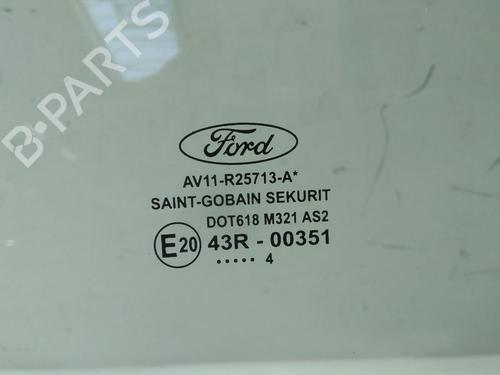 Ford
AV11-R25713-A*
SAINT-GOBAIN SEKURIT
DOT618 M321 AS2
E20 43R - 00351
..... 4
B-PARTS